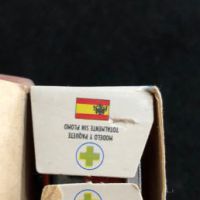 MODELO Y PAQUETE
TOTALMENTE SIN
PLOMO